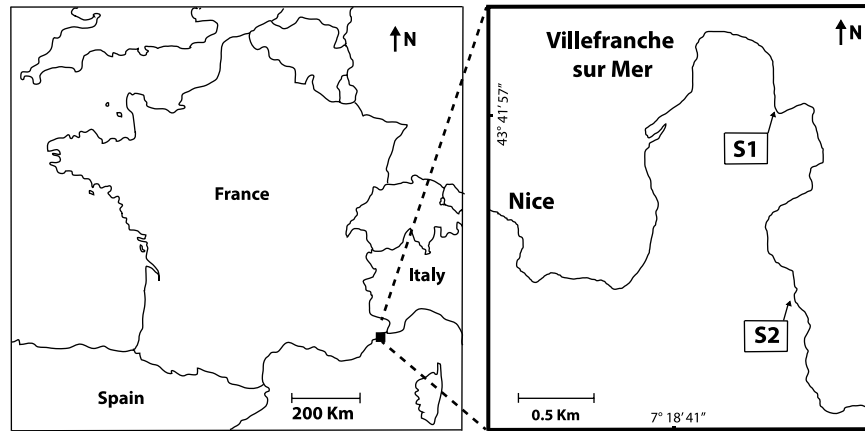 N
France
Italy
Spain
200 Km
Villefranche
sur Mer
N
43° 41’ 57’’
S1
Nice
S2
0.5 Km
7° 18’ 41’’